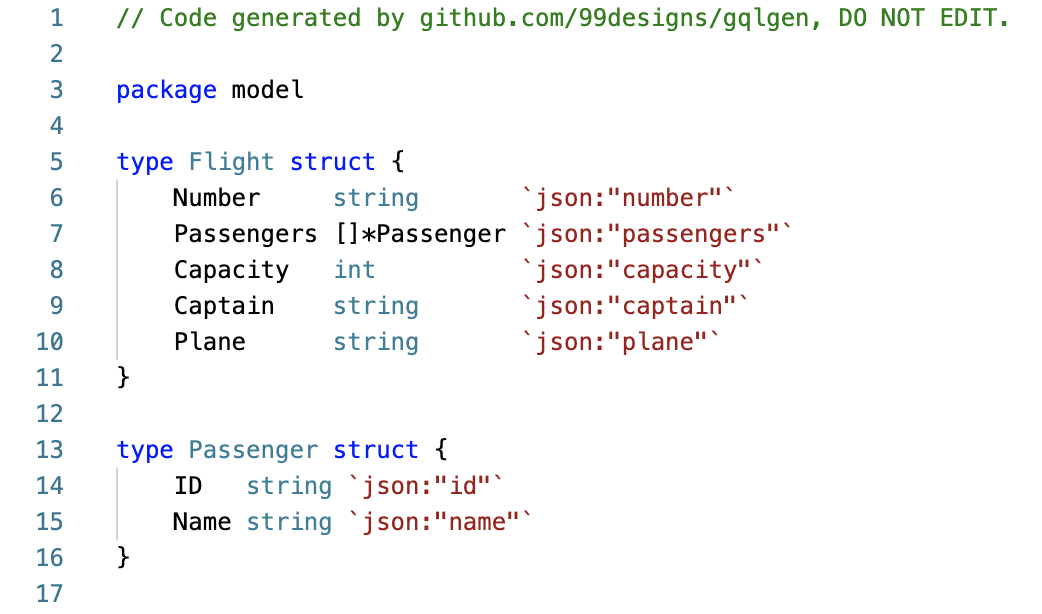 1 // Code generated by github.com/99designs/gqlgen, DO NOT EDIT.
2
3 package model
4
5 type Flight struct {
6     Number     string       `json:"number"`
7     Passengers []*Passenger `json:"passengers"`
8     Capacity   int          `json:"capacity"`
9     Captain    string       `json:"captain"`
10     Plane      string       `json:"plane"`
11 }
12
13 type Passenger struct {
14     ID   string `json:"id"`
15     Name string `json:"name"`
16 }
17